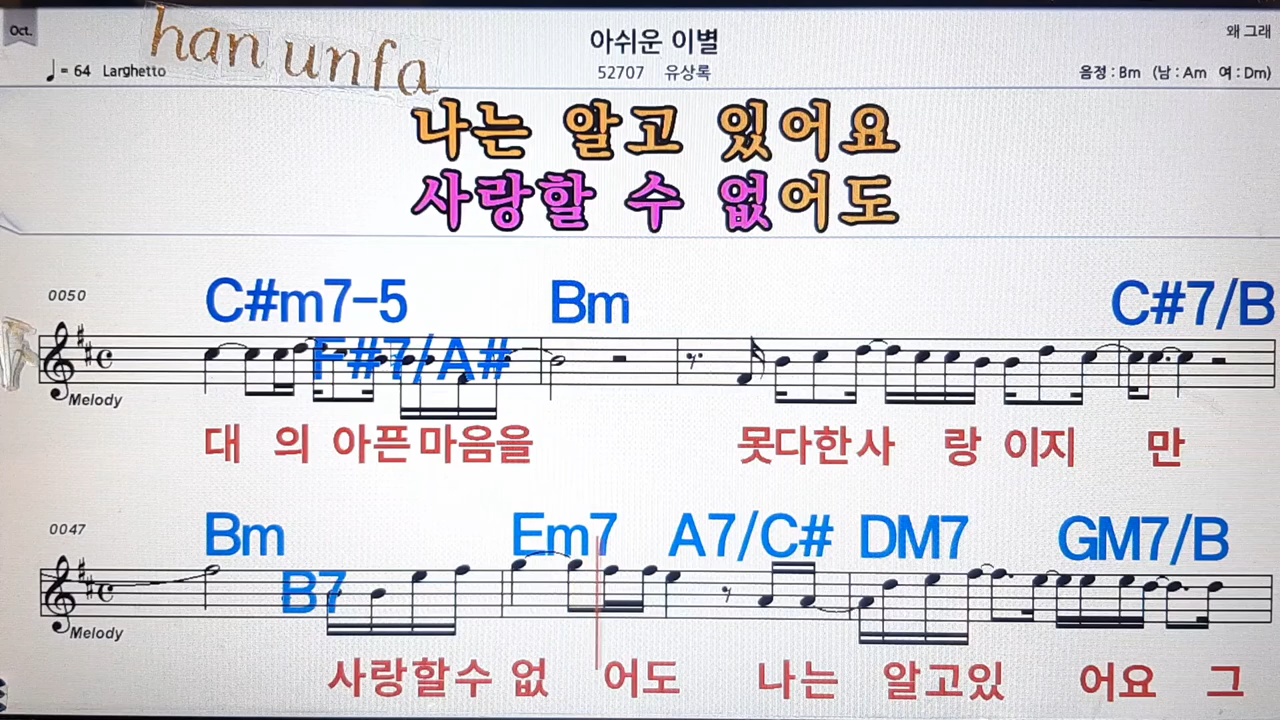 Oct.
han unfa
아쉬운 이별
왜 그래
♩= 64 Larghetto
52707 유상록
음정 : Bm (남 : Am 여 : Dm)
나는 알고 있어요
사랑할 수 없어도
0050
C#m7-5 Bm C#7/B
F#7/A#
Melody
대 의 아픈 마음을 못다한 사 랑 이지 만
0047
Bm Em7 A7/C# DM7 GM7/B
B7
Melody
사랑할수 없 어도 나는 알고있 어요 그